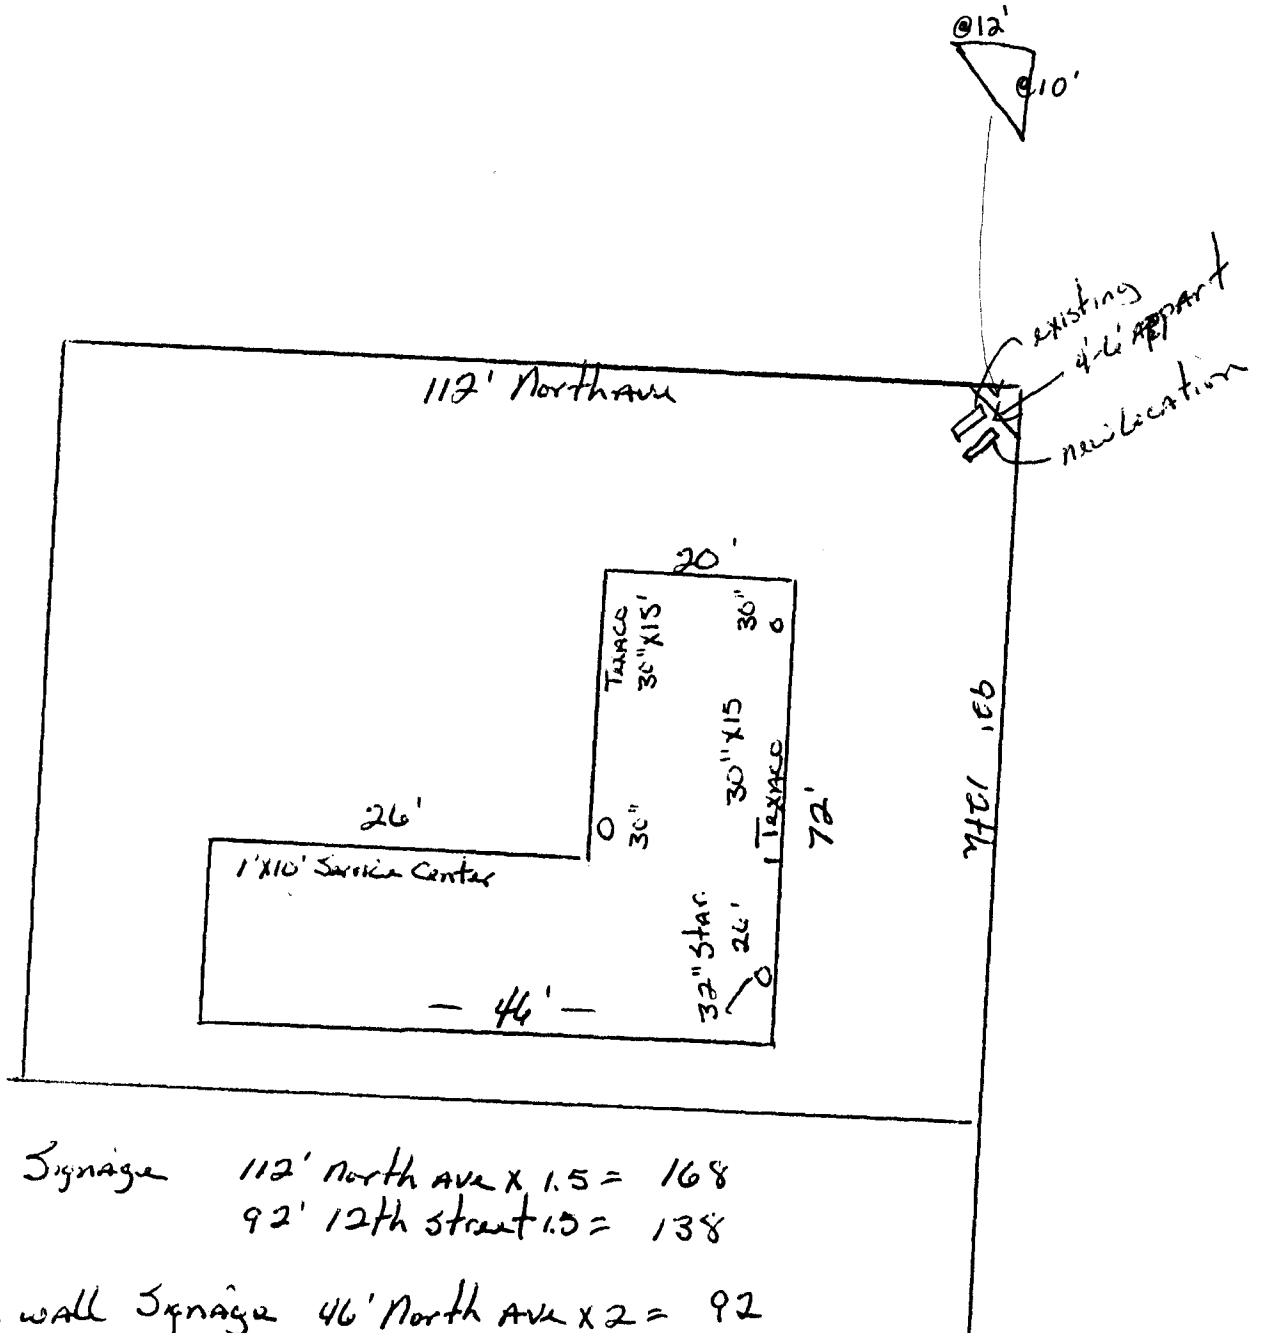 @12'
@10'
existing
4'-6' Appart
new Location
112' North Ave
20'
Texaco
30"X15'
30"
30"X15
Texaco
72'
92' 12th
26'
30"
1'X10' Service Center
32" Star
26'
- 46' -
Signage 112' North Ave X 1.5 = 168
92' 12th Street 1.5 = 138
wall Signage 46' North Ave X 2 = 92